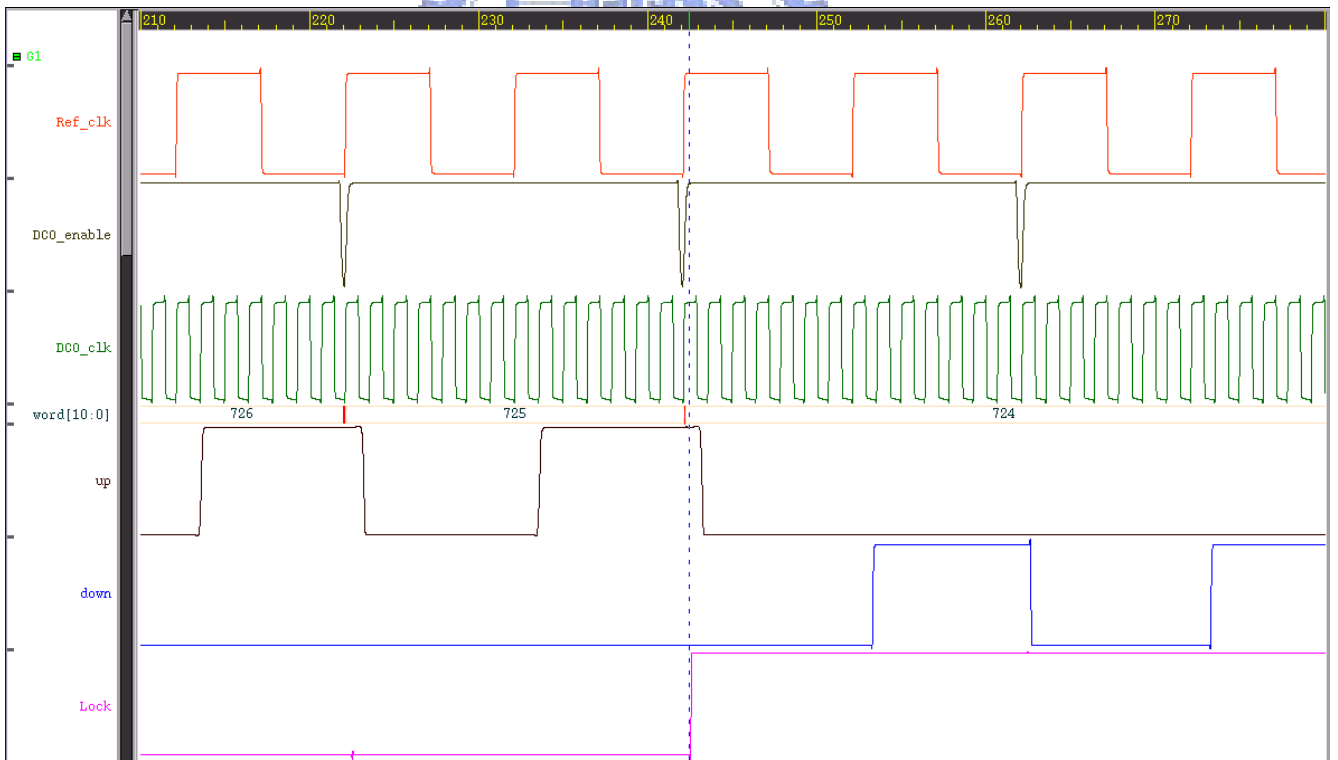 210 220 230 240 250 260 270
01
Ref_clk
DCO_enable
DCO_clk
word[10:0] 726 725 724
up
down
Lock